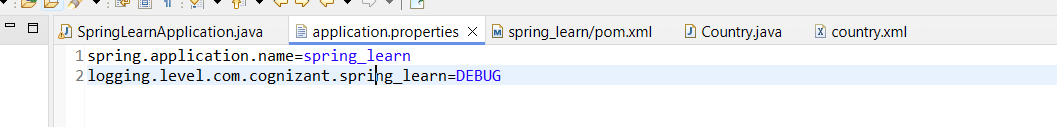 SpringLearnApplication.java application.properties spring_learn/pom.xml Country.java country.xml
1 spring.application.name=spring_learn
2 logging.level.com.cognizant.spring_learn=DEBUG